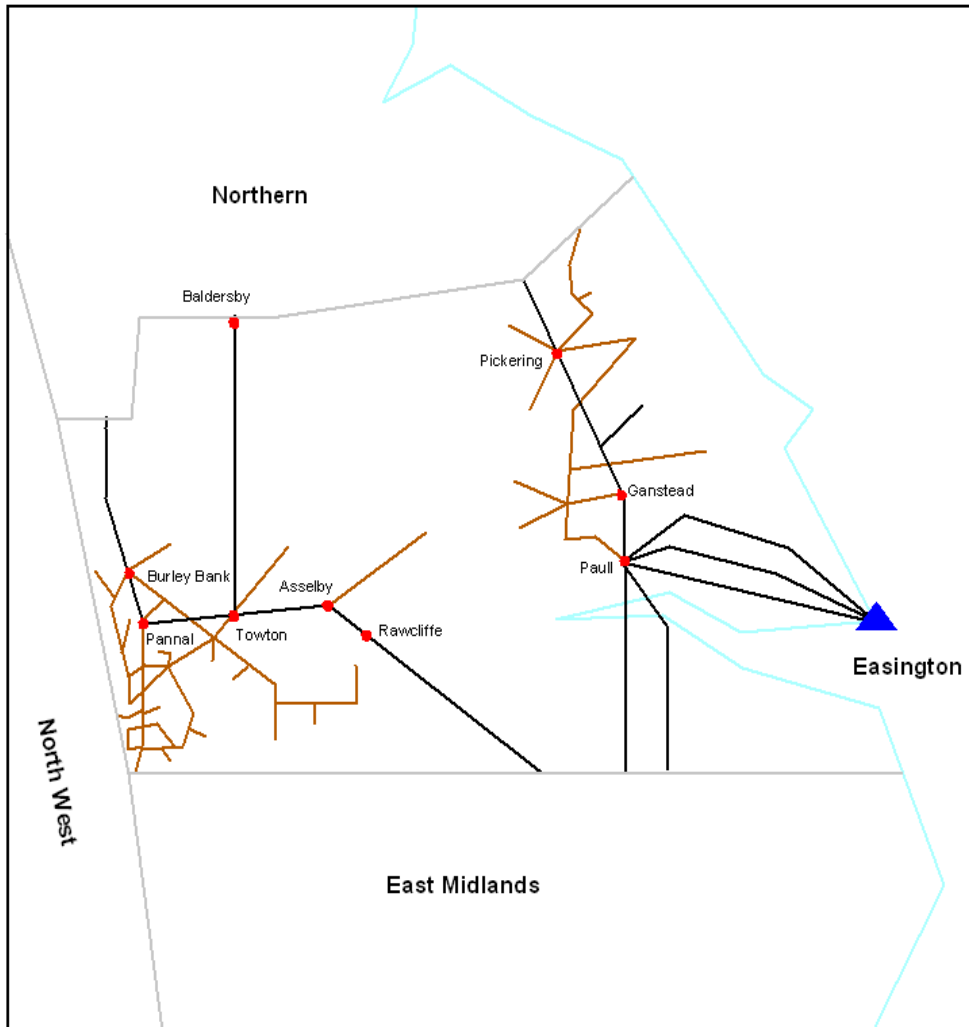 Northern
Baldersby
Pickering
Ganstead
Paull
Burley Bank
Asselby
Pannal
Towton
Rawcliffe
Easington
North West
East Midlands